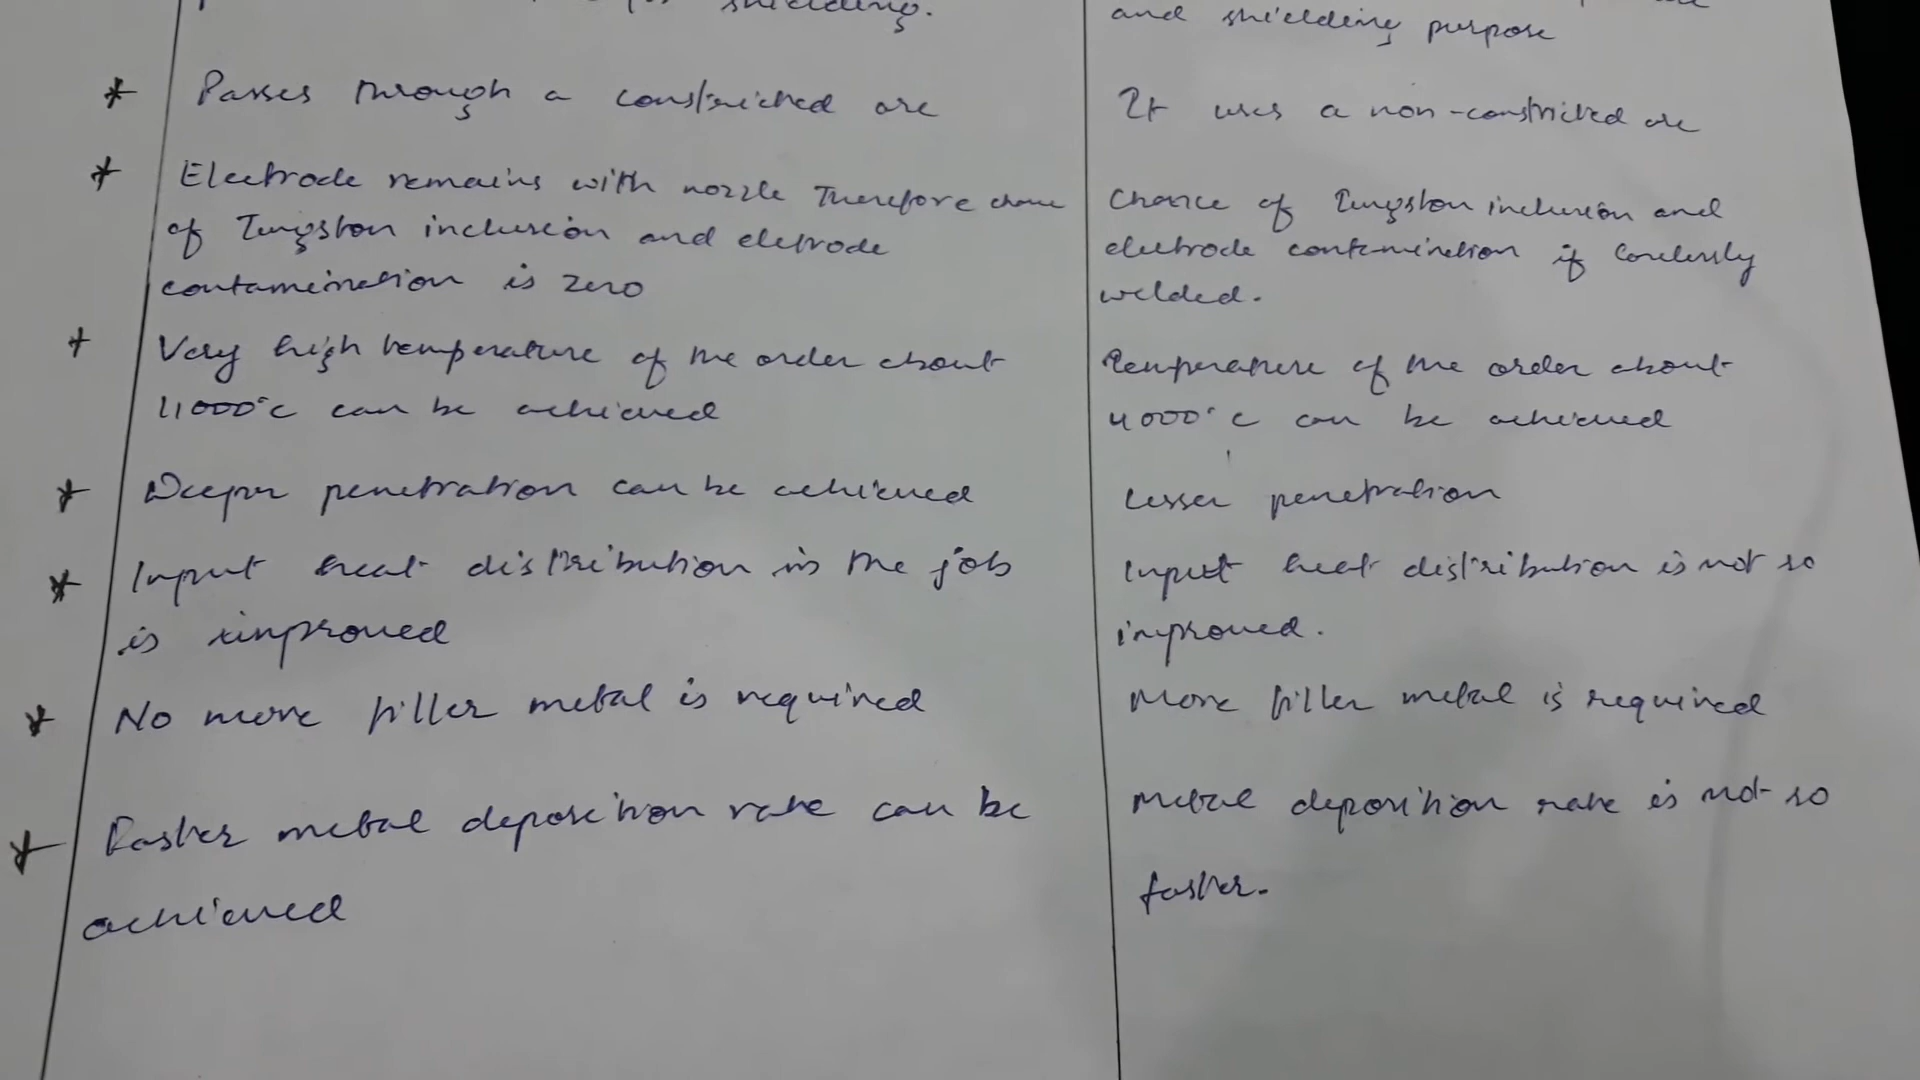 shielding.
* Passes through a constricted arc
* Electrode remains with nozzle Therefore chance
of Tungston inclusion and eletrode
contamination is zero
* Very high temperature of the order about
11000°c can be achieved
* Deeper penetration can be achieved
* Input heat distribution in the job
is improved
* No more filler metal is required
* Faster metal deposition rate can be
achieved
and shielding purpose
It uses a non-constricted arc
Chance of Tungston inclusion and
electrode contamination if carelessly
welded.
Temperature of the order about
4000°c can be achieved
Lesser penetration
Input heat distribution is not so
improved.
More filler metal is required
Metal deposition rate is not so
faster.